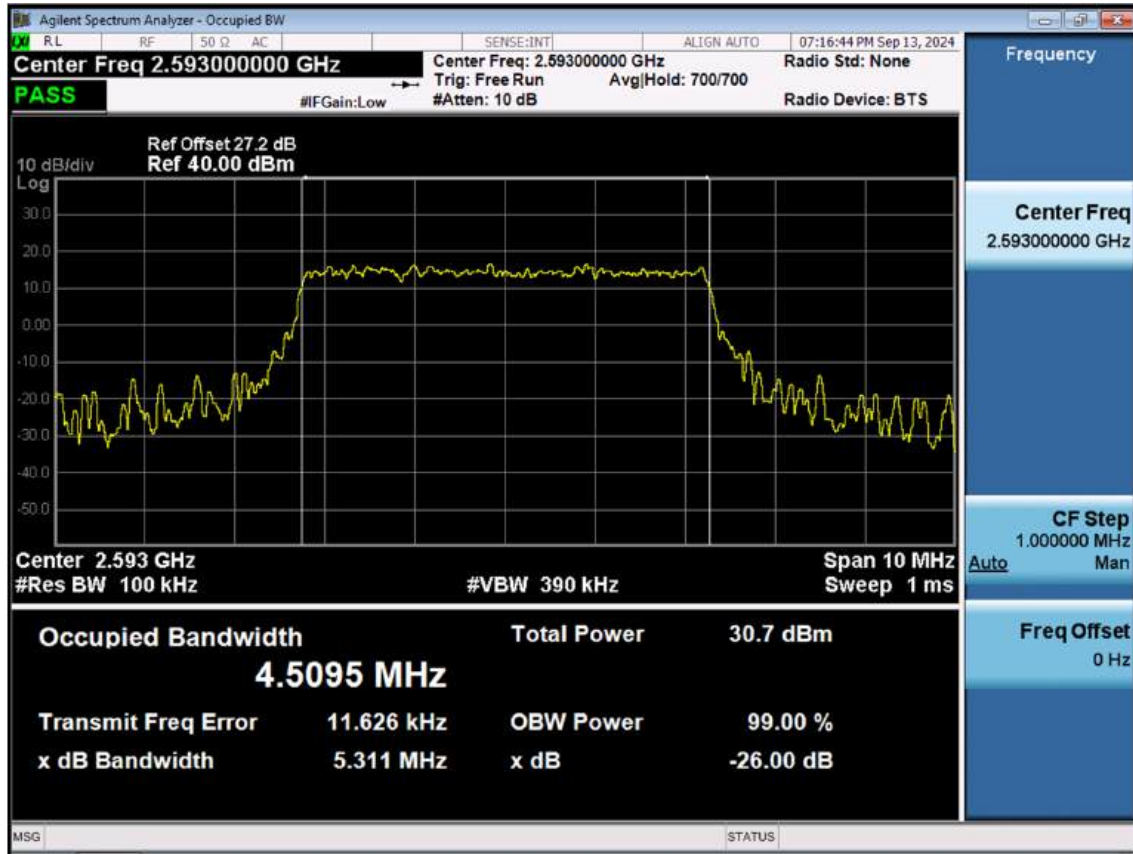 Agilent Spectrum Analyzer - Occupied BW
RL RF 50 Ω AC SENSE:INT ALIGN AUTO 07:16:44 PM Sep 13, 2024
Center Freq 2.593000000 GHz
Center Freq: 2.593000000 GHz
Radio Std: None
Trig: Free Run
Avg|Hold: 700/700
PASS
#IFGain:Low
#Atten: 10 dB
Radio Device: BTS
Ref Offset 27.2 dB
10 dB/div
Ref 40.00 dBm
Log
30.0
20.0
10.0
0.00
-10.0
-20.0
-30.0
-40.0
-50.0
Center 2.593 GHz
Span 10 MHz
#Res BW 100 kHz
#VBW 390 kHz
Sweep 1 ms
Occupied Bandwidth
Total Power 30.7 dBm
4.5095 MHz
Transmit Freq Error 11.626 kHz
OBW Power 99.00 %
x dB Bandwidth 5.311 MHz
x dB -26.00 dB
MSG
STATUS
Frequency
Center Freq
2.593000000 GHz
CF Step
1.000000 MHz
Auto Man
Freq Offset
0 Hz